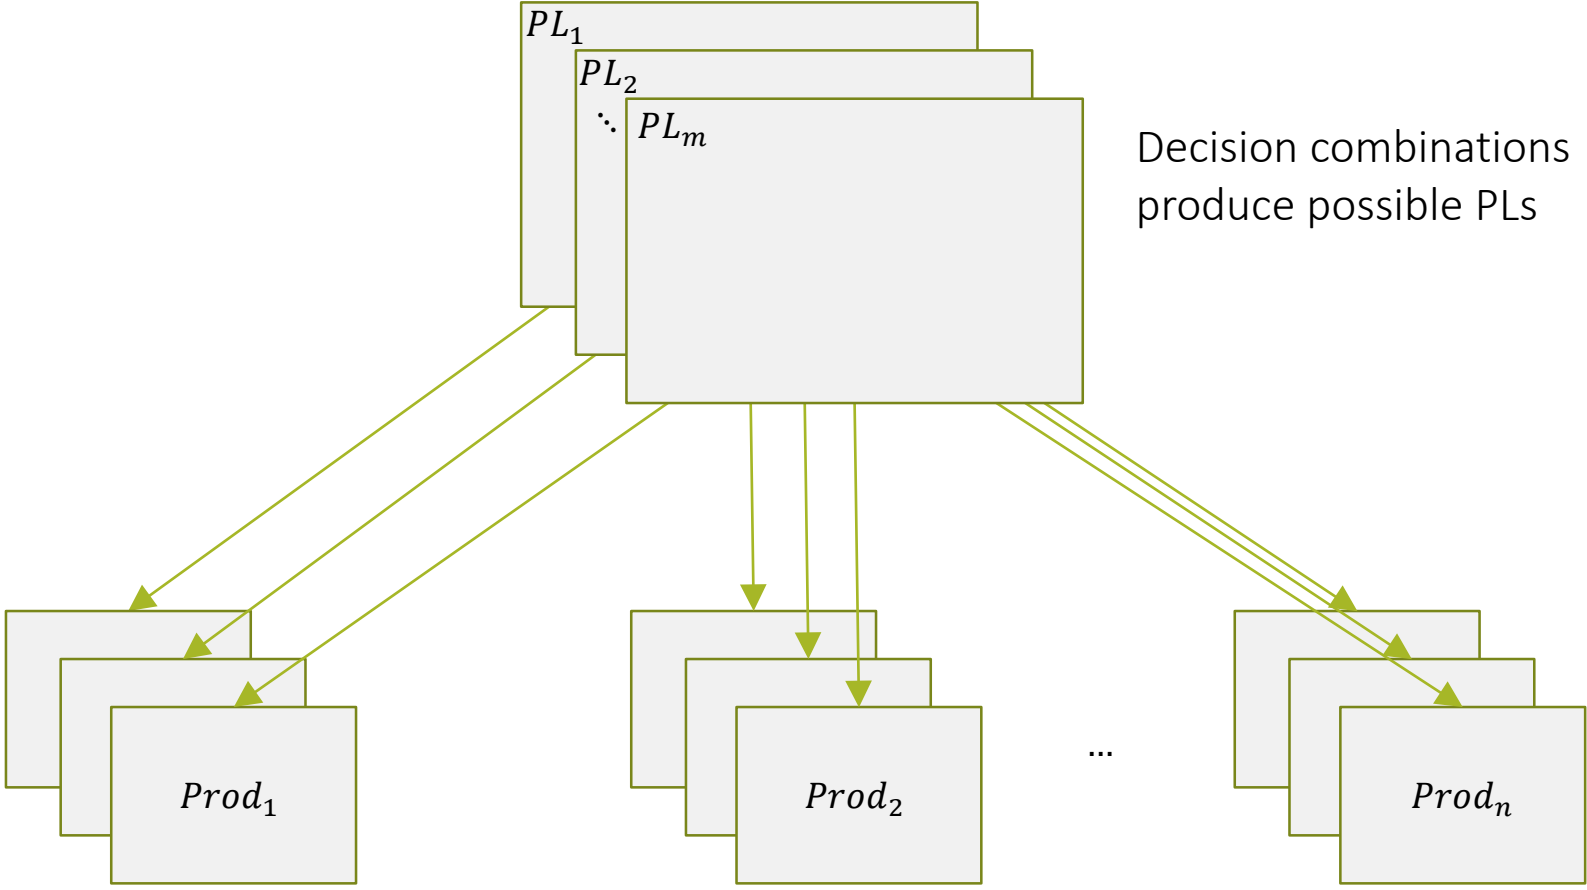 PL₁
PL₂
⋱ PLₘ
Decision combinations
produce possible PLs
...
Prod₁ Prod₂ Prodₙ